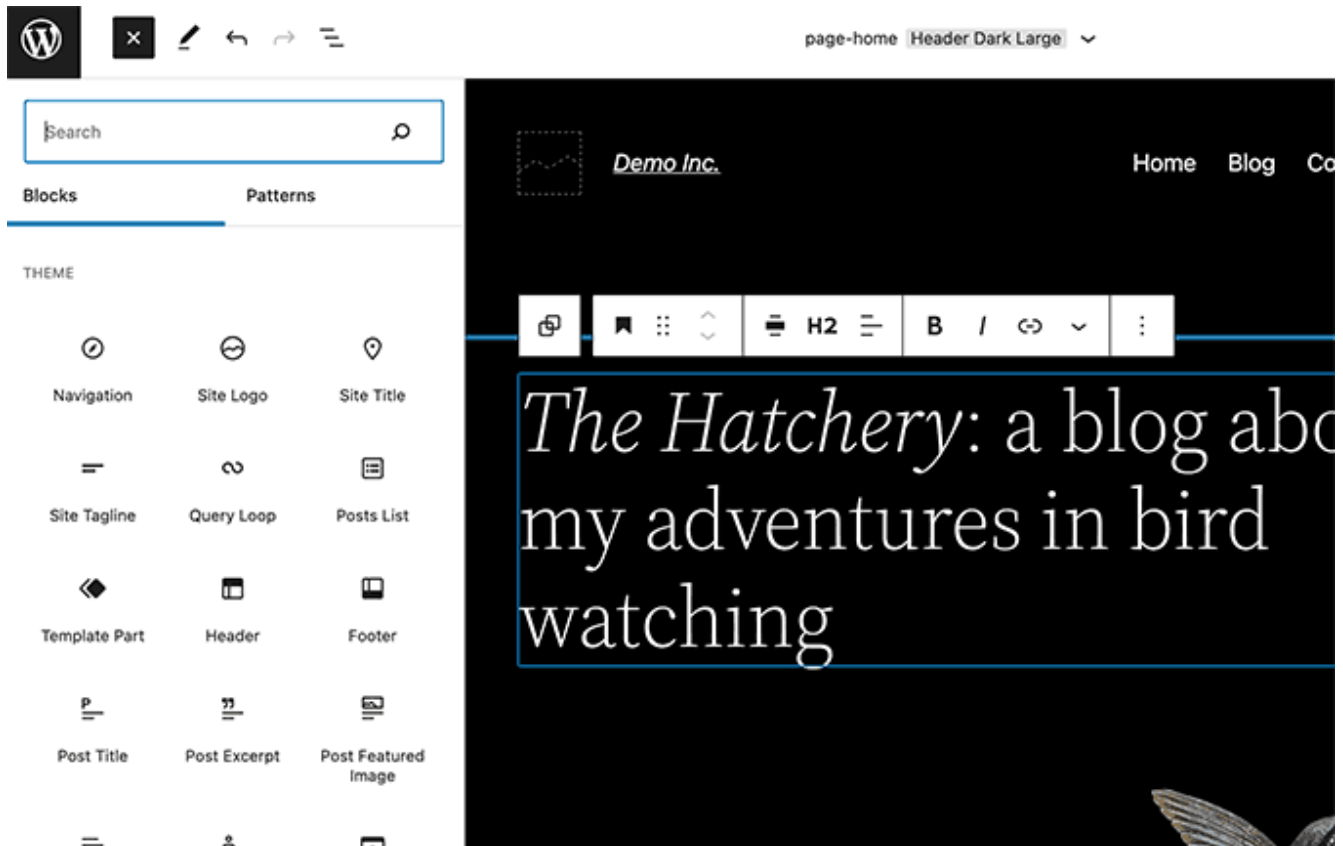 page-home Header Dark Large
Search
Blocks Patterns
Demo Inc. Home Blog
THEME
H2 B I
Navigation Site Logo Site Title
The Hatchery: a blog
my adventures in bird
watching
Site Tagline Query Loop Posts List
Template Part Header Footer
Post Title Post Excerpt Post Featured
Image